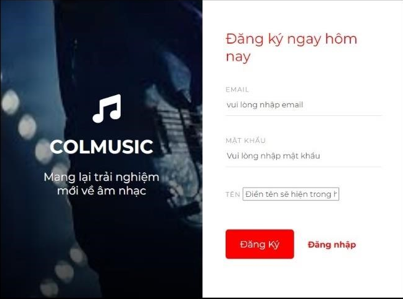 COLMUSIC
Mang lại trải nghiệm
mới về âm nhạc
Đăng ký ngay hôm
nay
EMAIL
vui lòng nhập email
MẬT KHẨU
Vui lòng nhập mật khẩu
TÊN Điền tên sẽ hiện trong h
Đăng Ký Đăng nhập